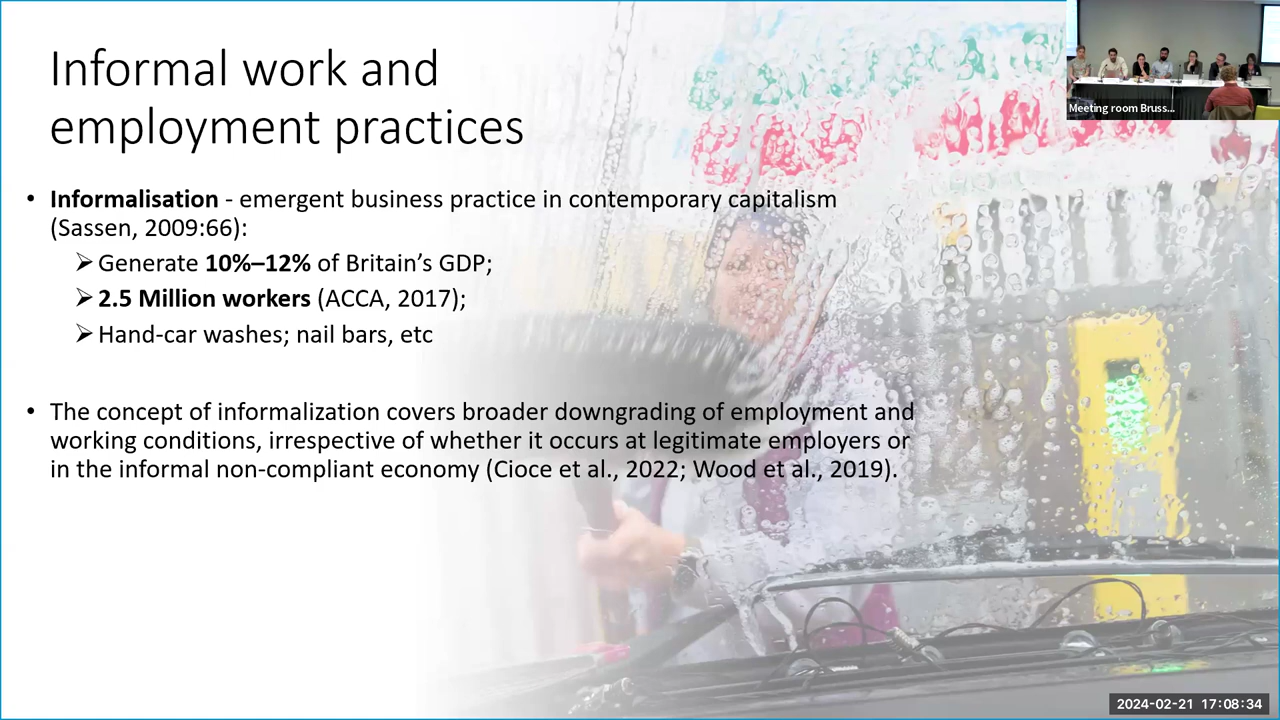 Informal work and
employment practices
Meeting room Bruss...
• Informalisation - emergent business practice in contemporary capitalism
(Sassen, 2009:66):
➢ Generate 10%–12% of Britain’s GDP;
➢ 2.5 Million workers (ACCA, 2017);
➢ Hand-car washes; nail bars, etc
• The concept of informalization covers broader downgrading of employment and
working conditions, irrespective of whether it occurs at legitimate employers or
in the informal non-compliant economy (Cioce et al., 2022; Wood et al., 2019).
2024-02-21 17:08:34